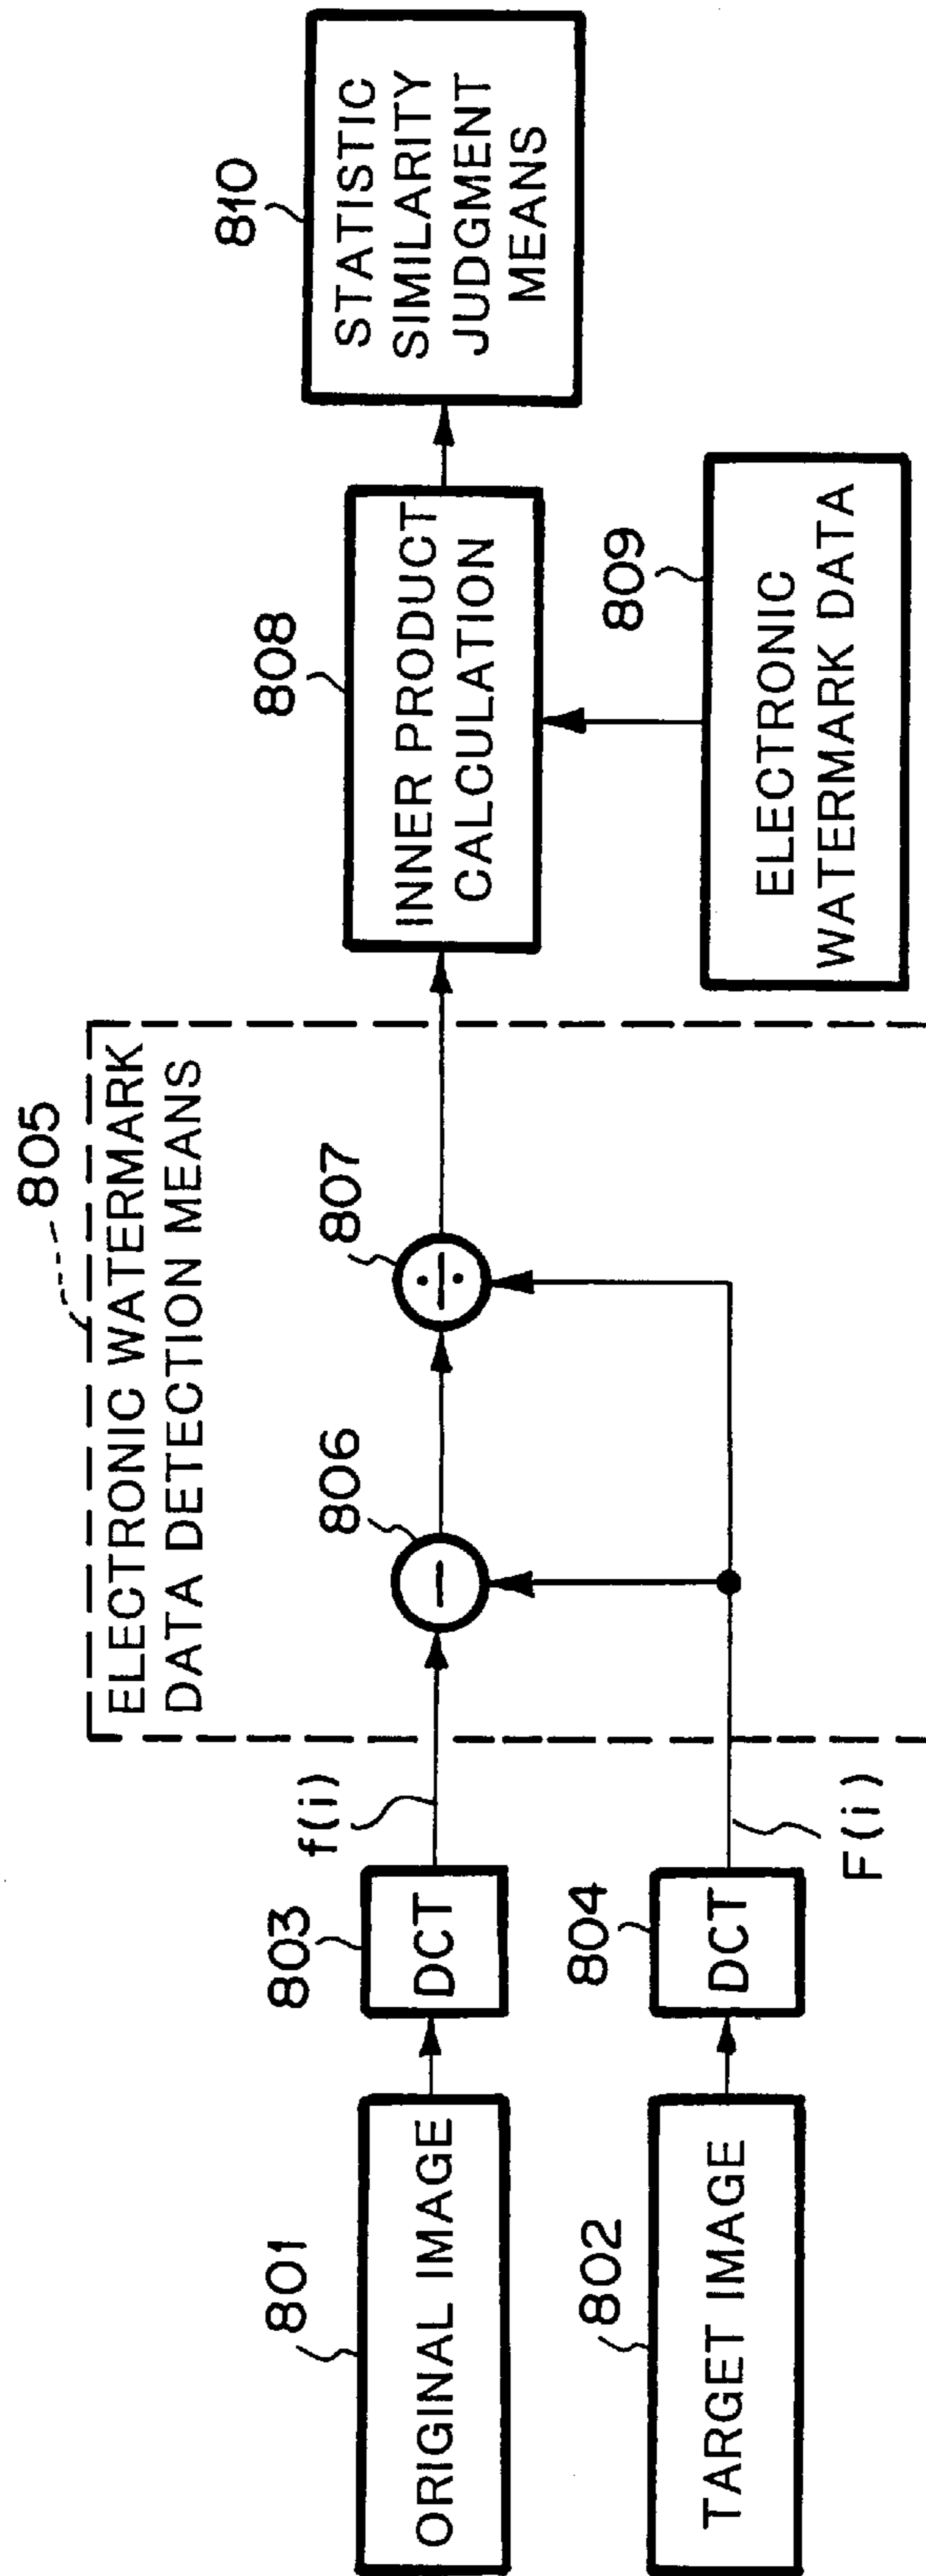 801
ORIGINAL IMAGE
802
TARGET IMAGE
803
DCT
804
DCT
f(i)
F(i)
805
ELECTRONIC WATERMARK
DATA DETECTION MEANS
806
−
807
÷
808
INNER PRODUCT
CALCULATION
809
ELECTRONIC
WATERMARK DATA
810
STATISTIC
SIMILARITY
JUDGMENT
MEANS